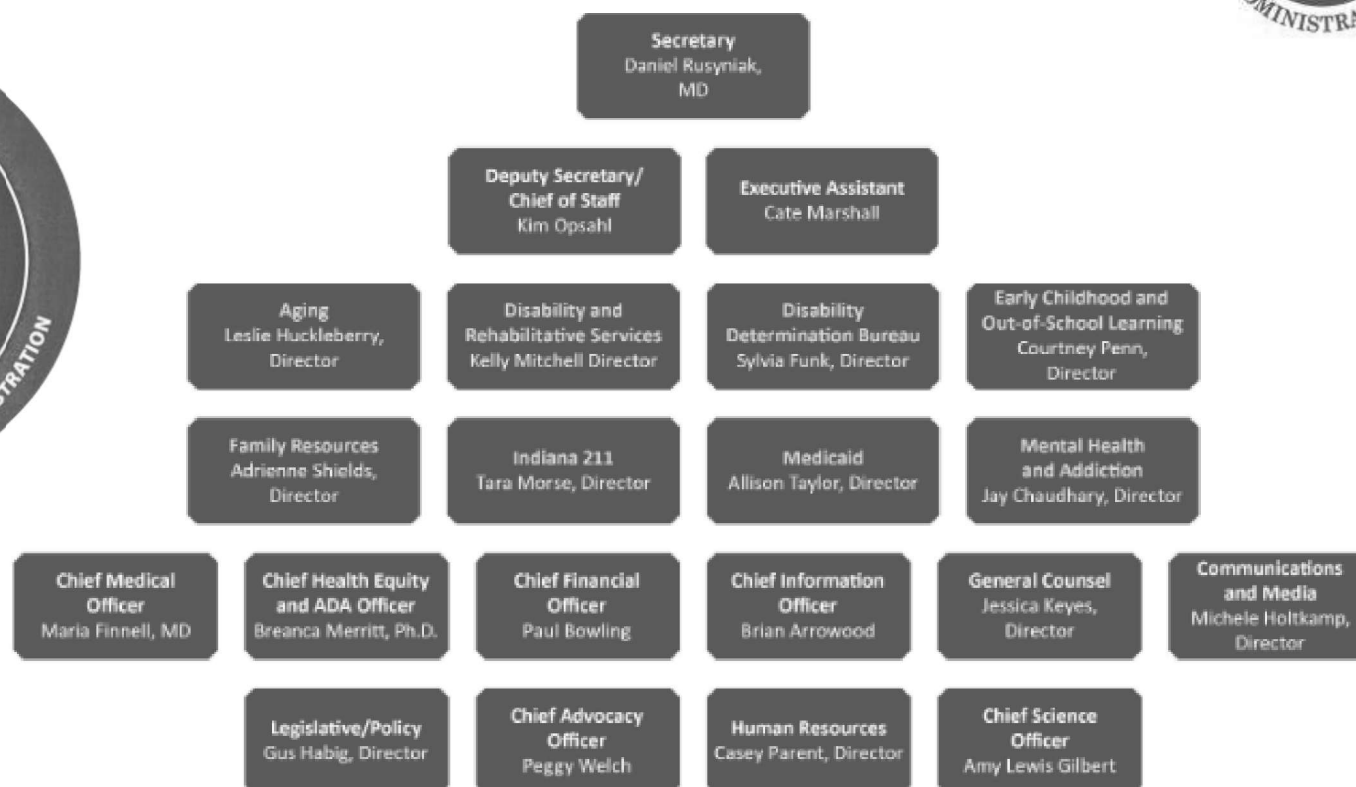 MINISTRA
STRATION
Secretary
Daniel Rusyniak,
MD
Deputy Secretary/
Chief of Staff
Kim Opsahl
Executive Assistant
Cate Marshall
Aging
Leslie Huckleberry,
Director
Disability and
Rehabilitative Services
Kelly Mitchell Director
Disability
Determination Bureau
Sylvia Funk, Director
Early Childhood and
Out-of-School Learning
Courtney Penn,
Director
Family Resources
Adrienne Shields,
Director
Indiana 211
Tara Morse, Director
Medicaid
Allison Taylor, Director
Mental Health
and Addiction
Jay Chaudhary, Director
Chief Medical
Officer
Maria Finnell, MD
Chief Health Equity
and ADA Officer
Breanca Merritt, Ph.D.
Chief Financial
Officer
Paul Bowling
Chief Information
Officer
Brian Arrowood
General Counsel
Jessica Keyes,
Director
Communications
and Media
Michele Holtkamp,
Director
Legislative/Policy
Gus Habig, Director
Chief Advocacy
Officer
Peggy Welch
Human Resources
Casey Parent, Director
Chief Science
Officer
Amy Lewis Gilbert